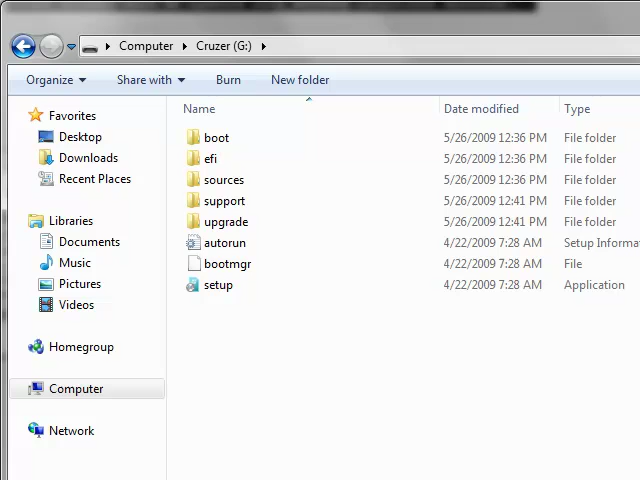 Computer Cruzer (G:)
Organize Share with Burn New folder
Name Date modified Type
Favorites
Desktop
Downloads
Recent Places
Libraries
Documents
Music
Pictures
Videos
Homegroup
Computer
Network
boot 5/26/2009 12:36 PM File folder
efi 5/26/2009 12:36 PM File folder
sources 5/26/2009 12:36 PM File folder
support 5/26/2009 12:41 PM File folder
upgrade 5/26/2009 12:41 PM File folder
autorun 4/22/2009 7:28 AM Setup Informa
bootmgr 4/22/2009 7:28 AM File
setup 4/22/2009 7:28 AM Application